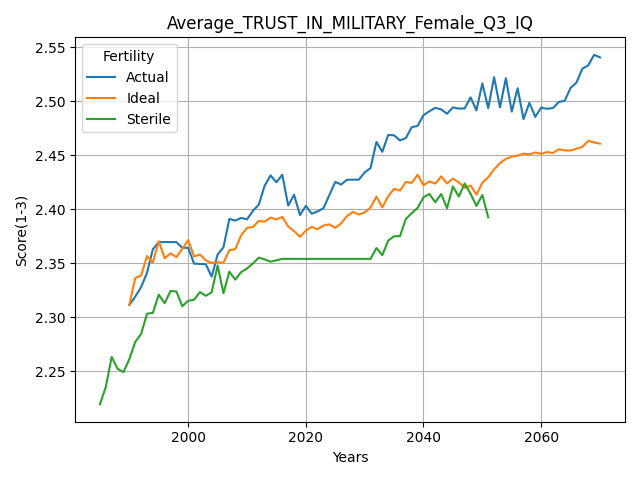 Average_TRUST_IN_MILITARY_Female_Q3_IQ
Fertility
Actual
Ideal
Sterile
2.55
2.50
2.45
2.40
2.35
2.30
2.25
Score(1-3)
2000
2020
2040
2060
Years